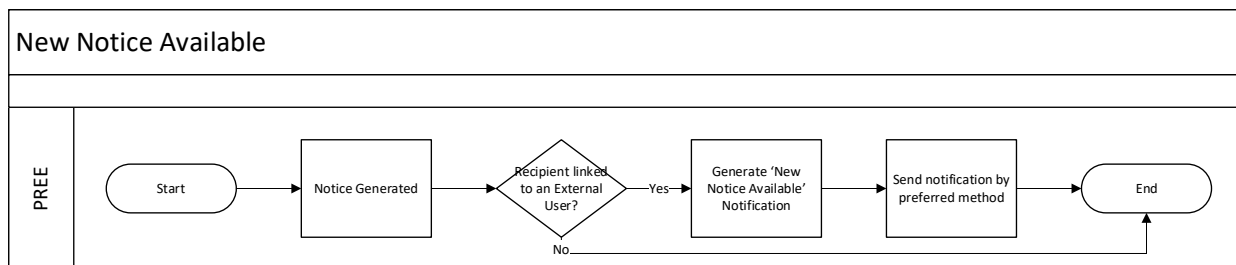 New Notice Available
PREE
Start
Notice Generated
Recipient linked
to an External
User?
Yes
No
Generate ‘New
Notice Available’
Notification
Send notification by
preferred method
End